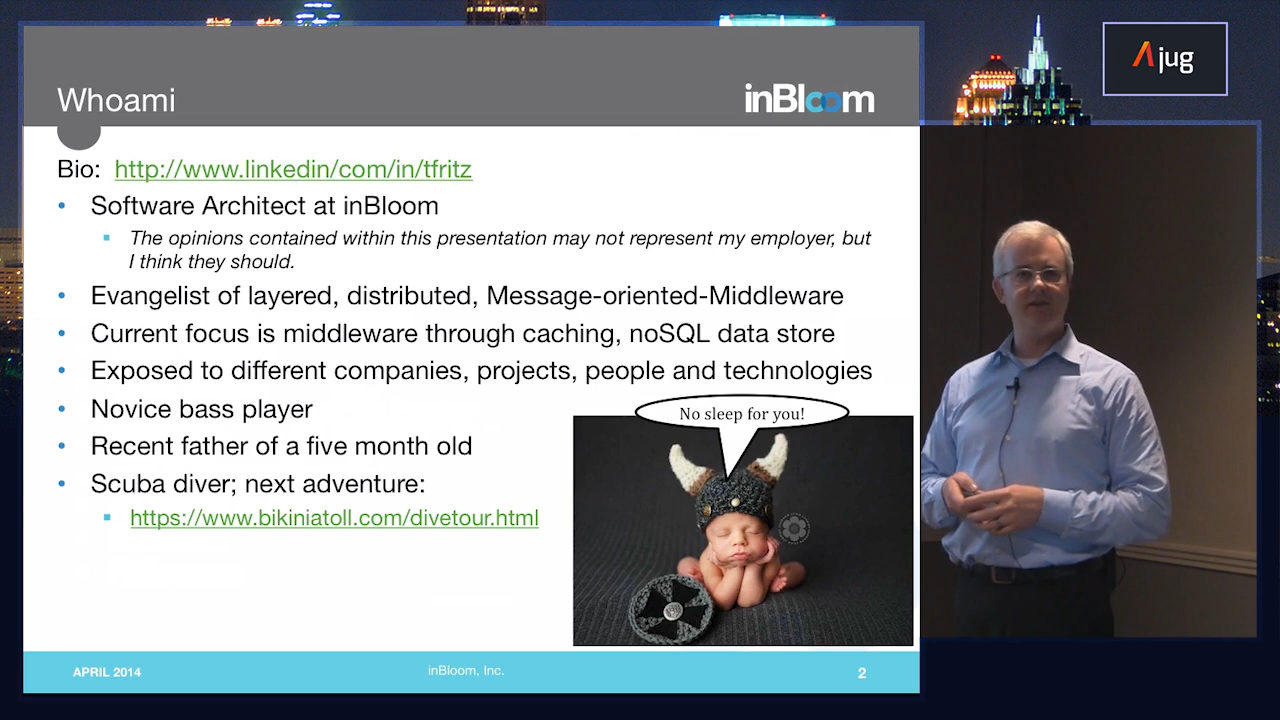 Whoami
inBloom
Ajug
Bio: http://www.linkedin/com/in/tfritz
• Software Architect at inBloom
The opinions contained within this presentation may not represent my employer, but
I think they should.
• Evangelist of layered, distributed, Message-oriented-Middleware
• Current focus is middleware through caching, noSQL data store
• Exposed to different companies, projects, people and technologies
• Novice bass player
• Recent father of a five month old
• Scuba diver; next adventure:
https://www.bikiniatoll.com/divetour.html
No sleep for you!
APRIL 2014
inBloom, Inc.
2